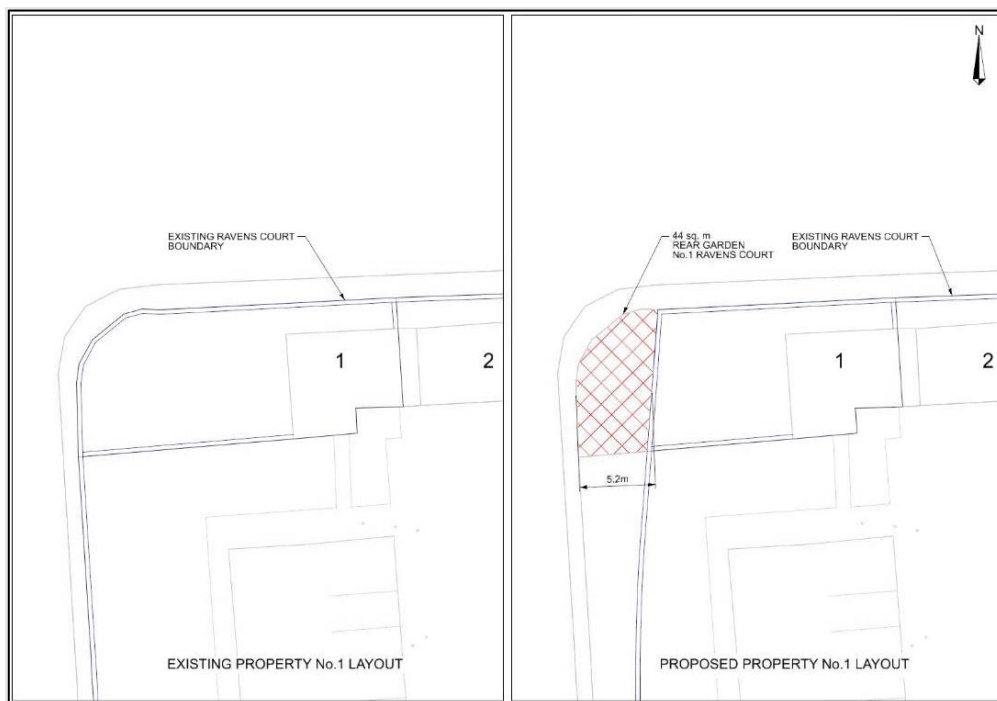 EXISTING RAVENS COURT
BOUNDARY
1
2
EXISTING PROPERTY No.1 LAYOUT
N
44 sq. m
REAR GARDEN
No.1 RAVENS COURT
EXISTING RAVENS COURT
BOUNDARY
1
2
5.2m
PROPOSED PROPERTY No.1 LAYOUT